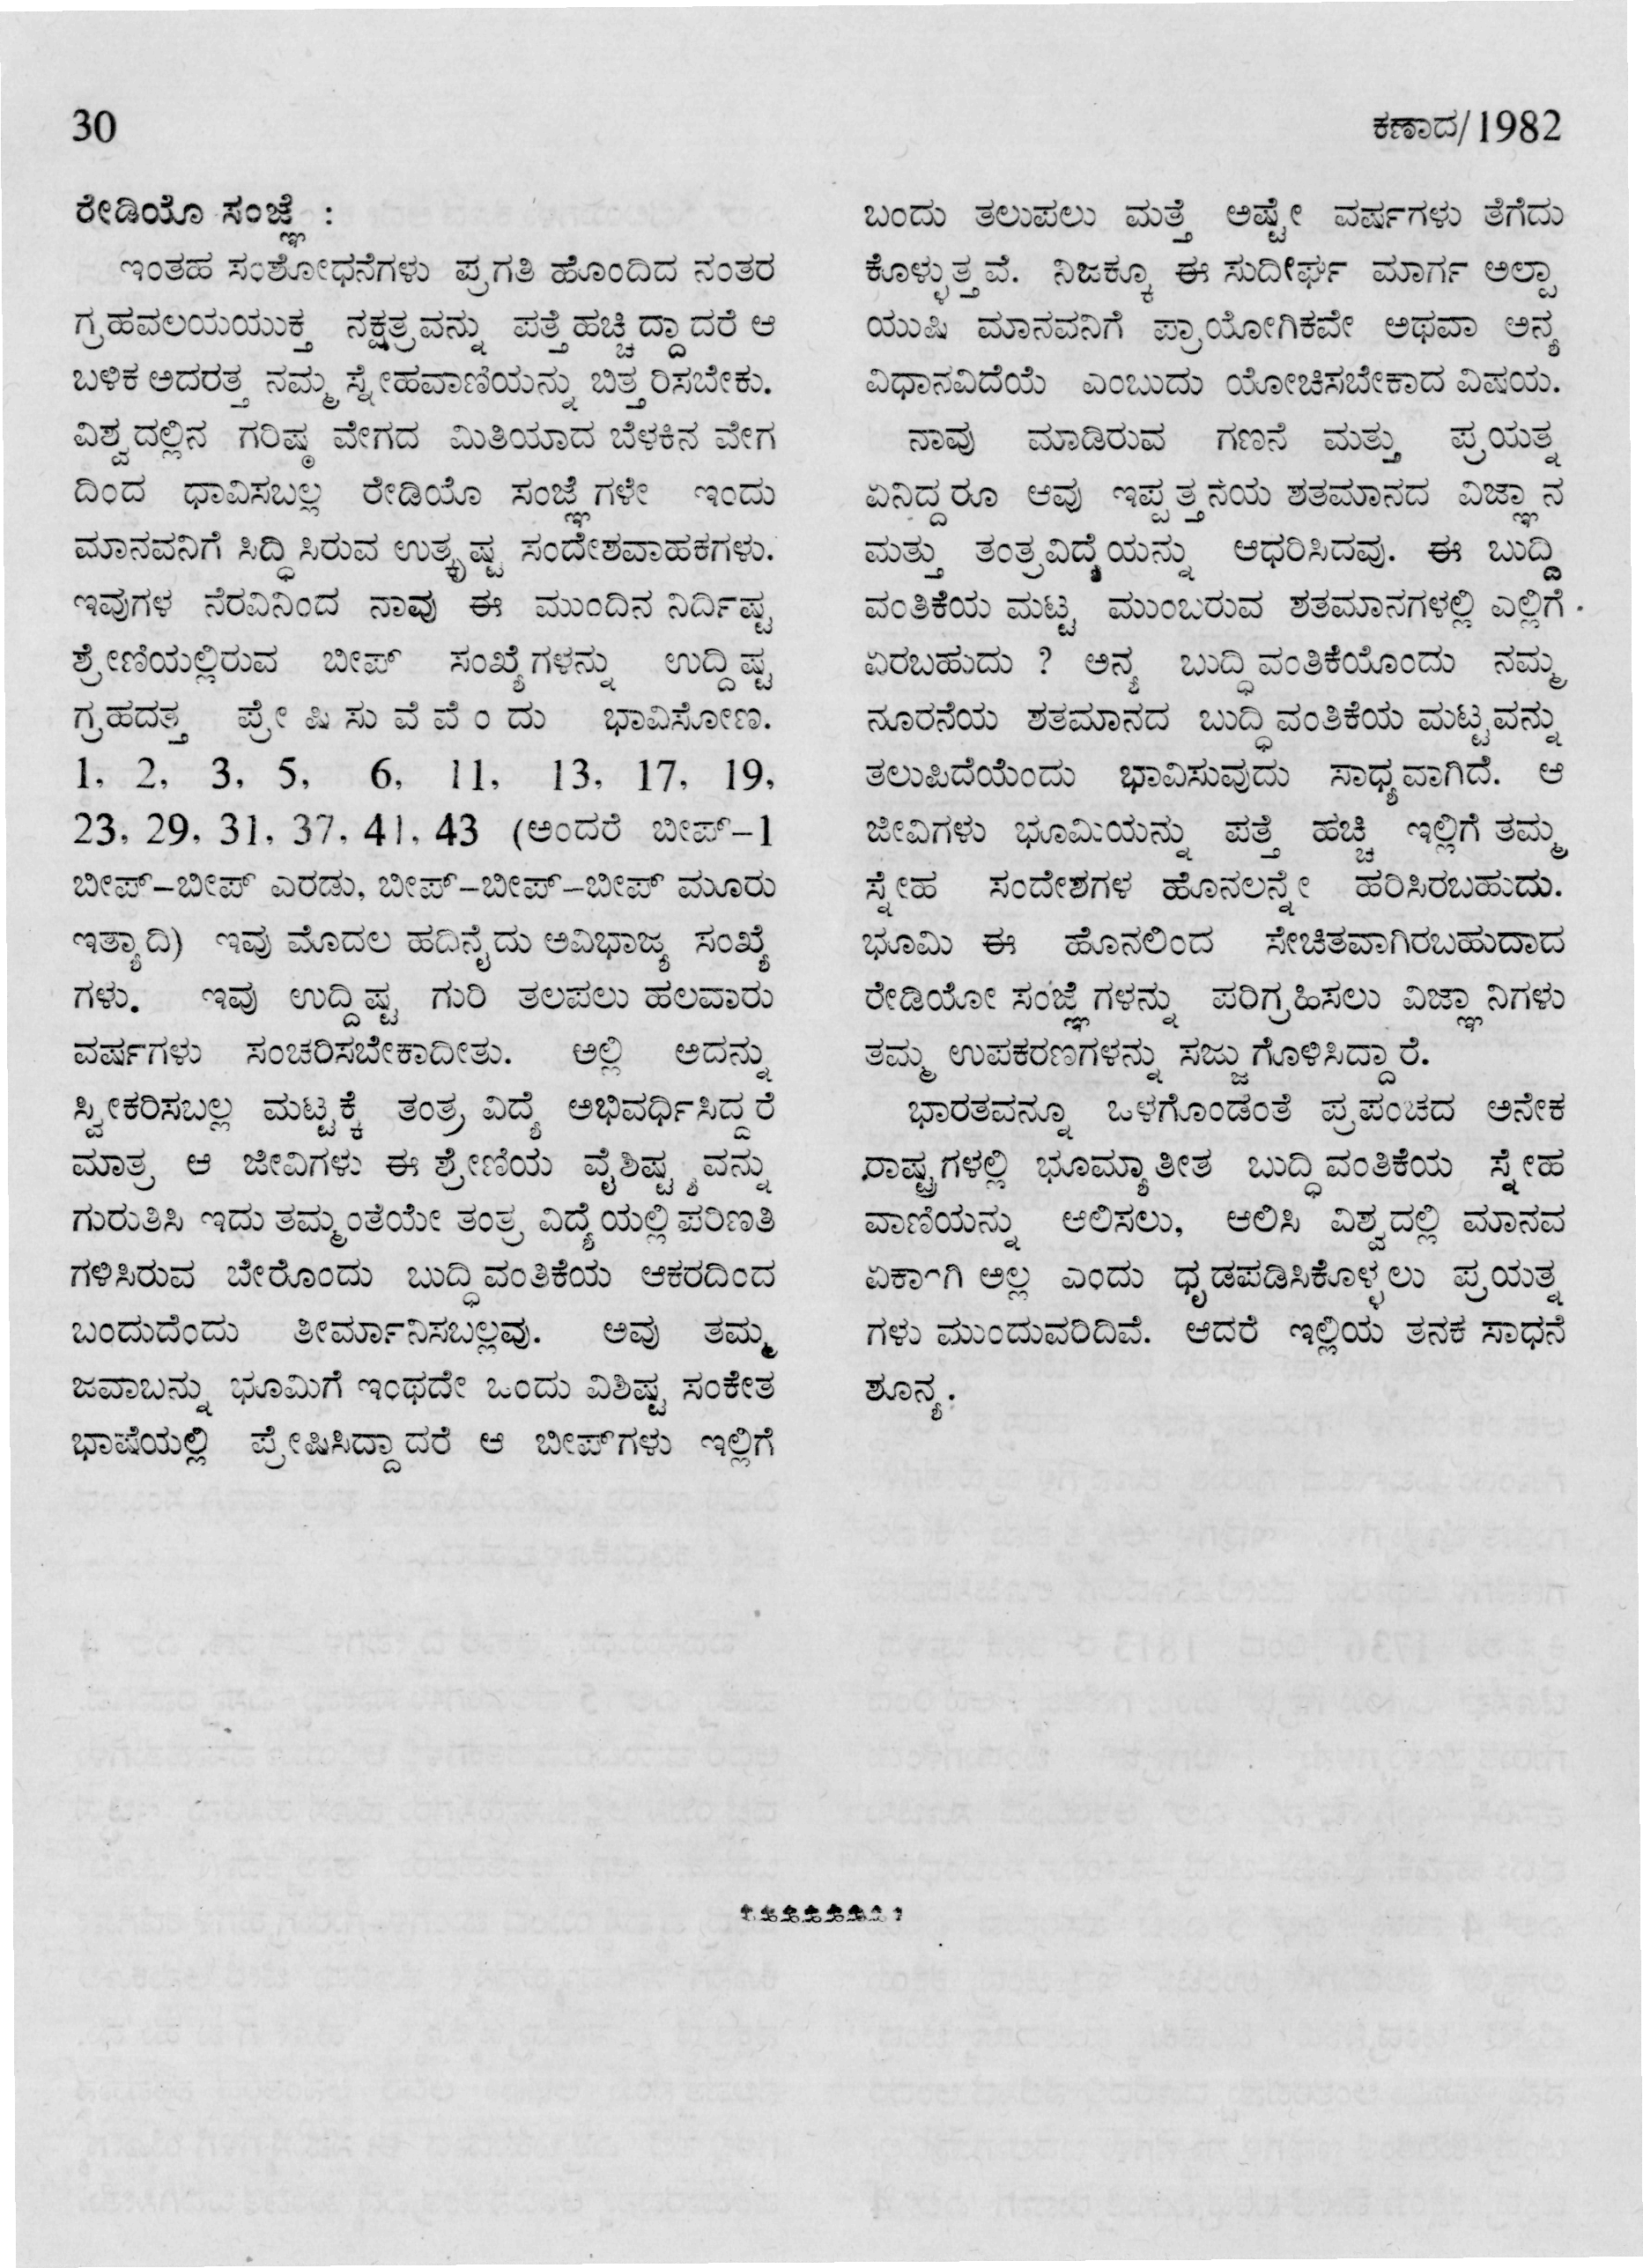 30
ಕಣಾದ/1982
ರೇಡಿಯೊ ಸಂಜ್ಞೆ :
ಇಂತಹ ಸಂಶೋಧನೆಗಳು ಪ್ರಗತಿ ಹೊಂದಿದ ನಂತರ
ಗ್ರಹವಲಯಯುಕ್ತ ನಕ್ಷತ್ರವನ್ನು ಪತ್ತೆಹಚ್ಚಿದ್ದಾದರೆ ಆ
ಬಳಿಕ ಅದರತ್ತ ನಮ್ಮ ಸ್ನೇಹವಾಣಿಯನ್ನು ಬಿತ್ತರಿಸಬೇಕು.
ವಿಶ್ವದಲ್ಲಿನ ಗರಿಷ್ಠ ವೇಗದ ಮಿತಿಯಾದ ಬೆಳಕಿನ ವೇಗ
ದಿಂದ ಧಾವಿಸಬಲ್ಲ ರೇಡಿಯೊ ಸಂಜ್ಞೆಗಳೇ ಇಂದು
ಮಾನವನಿಗೆ ಸಿದ್ಧಿಸಿರುವ ಉತ್ಕೃಷ್ಟ ಸಂದೇಶವಾಹಕಗಳು.
ಇವುಗಳ ನೆರವಿನಿಂದ ನಾವು ಈ ಮುಂದಿನ ನಿರ್ದಿಷ್ಟ
ಶ್ರೇಣಿಯಲ್ಲಿರುವ ಬೀಪ್ ಸಂಖ್ಯೆಗಳನ್ನು ಉದ್ದಿಷ್ಟ
ಗ್ರಹದತ್ತ ಪ್ರೇಷಿಸುವೆವೆಂದು ಭಾವಿಸೋಣ.
1, 2, 3, 5, 6, 11, 13, 17, 19,
23, 29, 31, 37, 41, 43 (ಅಂದರೆ ಬೀಪ್–1
ಬೀಪ್–ಬೀಪ್ ಎರಡು, ಬೀಪ್–ಬೀಪ್–ಬೀಪ್ ಮೂರು
ಇತ್ಯಾದಿ) ಇವು ಮೊದಲ ಹದಿನೈದು ಅವಿಭಾಜ್ಯ ಸಂಖ್ಯೆ
ಗಳು. ಇವು ಉದ್ದಿಷ್ಟ ಗುರಿ ತಲಪಲು ಹಲವಾರು
ವರ್ಷಗಳು ಸಂಚರಿಸಬೇಕಾದೀತು. ಅಲ್ಲಿ ಅದನ್ನು
ಸ್ವೀಕರಿಸಬಲ್ಲ ಮಟ್ಟಕ್ಕೆ ತಂತ್ರ ವಿದ್ಯೆ ಅಭಿವರ್ಧಿಸಿದ್ದರೆ
ಮಾತ್ರ ಆ ಜೀವಿಗಳು ಈ ಶ್ರೇಣಿಯ ವೈಶಿಷ್ಟ್ಯವನ್ನು
ಗುರುತಿಸಿ ಇದು ತಮ್ಮಂತೆಯೇ ತಂತ್ರ ವಿದ್ಯೆಯಲ್ಲಿ ಪರಿಣತಿ
ಗಳಿಸಿರುವ ಬೇರೊಂದು ಬುದ್ಧಿವಂತಿಕೆಯ ಆಕರದಿಂದ
ಬಂದುದೆಂದು ತೀರ್ಮಾನಿಸಬಲ್ಲವು. ಅವು ತಮ್ಮ
ಜವಾಬನ್ನು ಭೂಮಿಗೆ ಇಂಥದೇ ಒಂದು ವಿಶಿಷ್ಟ ಸಂಕೇತ
ಭಾಷೆಯಲ್ಲಿ ಪ್ರೇಷಿಸಿದ್ದಾದರೆ ಆ ಬೀಪ್‌ಗಳು ಇಲ್ಲಿಗೆ
ಬಂದು ತಲುಪಲು ಮತ್ತೆ ಅಷ್ಟೇ ವರ್ಷಗಳು ತೆಗೆದು
ಕೊಳ್ಳುತ್ತವೆ. ನಿಜಕ್ಕೂ ಈ ಸುದೀರ್ಘ ಮಾರ್ಗ ಅಲ್ಪಾ
ಯುಷಿ ಮಾನವನಿಗೆ ಪ್ರಾಯೋಗಿಕವೇ ಅಥವಾ ಅನ್ಯ
ವಿಧಾನವಿದೆಯೆ ಎಂಬುದು ಯೋಚಿಸಬೇಕಾದ ವಿಷಯ.
ನಾವು ಮಾಡಿರುವ ಗಣನೆ ಮತ್ತು ಪ್ರಯತ್ನ
ಏನಿದ್ದರೂ ಅವು ಇಪ್ಪತ್ತನೆಯ ಶತಮಾನದ ವಿಜ್ಞಾನ
ಮತ್ತು ತಂತ್ರವಿದ್ಯೆಯನ್ನು ಆಧರಿಸಿದವು. ಈ ಬುದ್ಧಿ
ವಂತಿಕೆಯ ಮಟ್ಟ ಮುಂಬರುವ ಶತಮಾನಗಳಲ್ಲಿ ಎಲ್ಲಿಗೆ
ಏರಬಹುದು ? ಅನ್ಯ ಬುದ್ಧಿವಂತಿಕೆಯೊಂದು ನಮ್ಮ
ನೂರನೆಯ ಶತಮಾನದ ಬುದ್ಧಿವಂತಿಕೆಯ ಮಟ್ಟವನ್ನು
ತಲುಪಿದೆಯೆಂದು ಭಾವಿಸುವುದು ಸಾಧ್ಯವಾಗಿದೆ. ಆ
ಜೀವಿಗಳು ಭೂಮಿಯನ್ನು ಪತ್ತೆ ಹಚ್ಚಿ ಇಲ್ಲಿಗೆ ತಮ್ಮ
ಸ್ನೇಹ ಸಂದೇಶಗಳ ಹೊನಲನ್ನೇ ಹರಿಸಿರಬಹುದು.
ಭೂಮಿ ಈ ಹೊನಲಿಂದ ಸೇಚಿತವಾಗಿರಬಹುದಾದ
ರೇಡಿಯೋ ಸಂಜ್ಞೆಗಳನ್ನು ಪರಿಗ್ರಹಿಸಲು ವಿಜ್ಞಾನಿಗಳು
ತಮ್ಮ ಉಪಕರಣಗಳನ್ನು ಸಜ್ಜುಗೊಳಿಸಿದ್ದಾರೆ.
ಭಾರತವನ್ನೂ ಒಳಗೊಂಡಂತೆ ಪ್ರಪಂಚದ ಅನೇಕ
ರಾಷ್ಟ್ರಗಳಲ್ಲಿ ಭೂಮ್ಯಾತೀತ ಬುದ್ಧಿವಂತಿಕೆಯ ಸ್ನೇಹ
ವಾಣಿಯನ್ನು ಆಲಿಸಲು, ಆಲಿಸಿ ವಿಶ್ವದಲ್ಲಿ ಮಾನವ
ಏಕಾಗಿ ಅಲ್ಲ ಎಂದು ಧೃಡಪಡಿಸಿಕೊಳ್ಳಲು ಪ್ರಯತ್ನ
ಗಳು ಮುಂದುವರಿದಿವೆ. ಆದರೆ ಇಲ್ಲಿಯ ತನಕ ಸಾಧನೆ
ಶೂನ್ಯ.